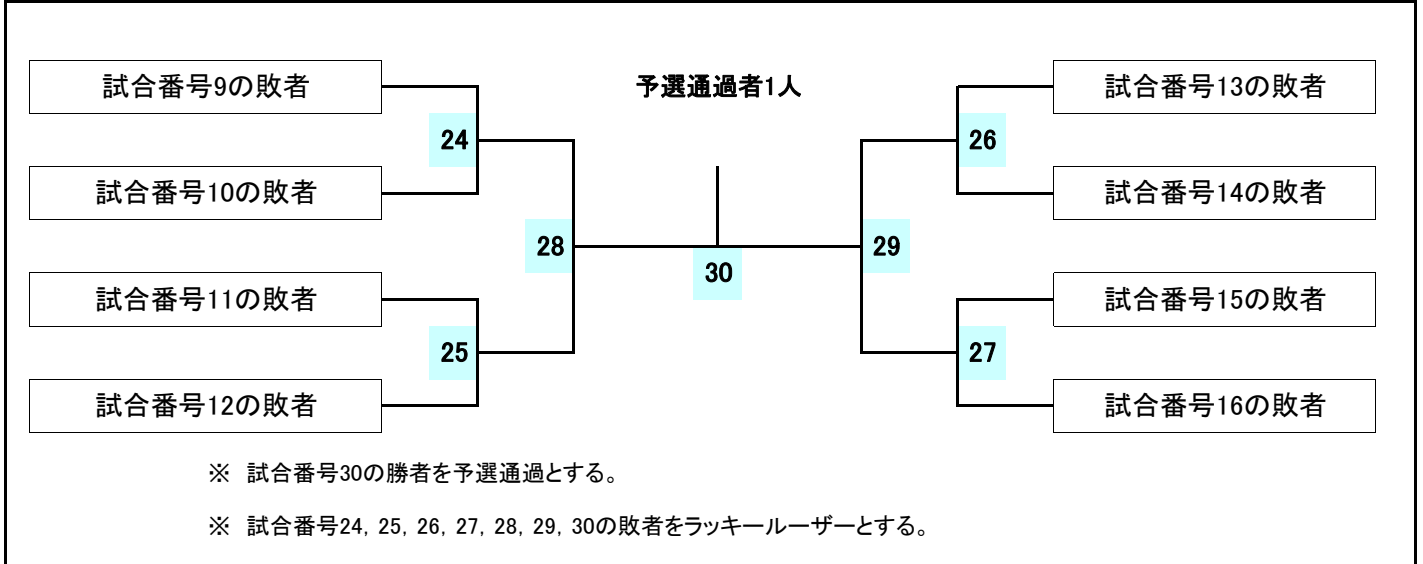 試合番号9の敗者
予選通過者1人
試合番号13の敗者
24
26
試合番号10の敗者
試合番号14の敗者
28
29
30
試合番号11の敗者
試合番号15の敗者
25
27
試合番号12の敗者
試合番号16の敗者
※ 試合番号30の勝者を予選通過とする。
※ 試合番号24, 25, 26, 27, 28, 29, 30の敗者をラッキールーザーとする。